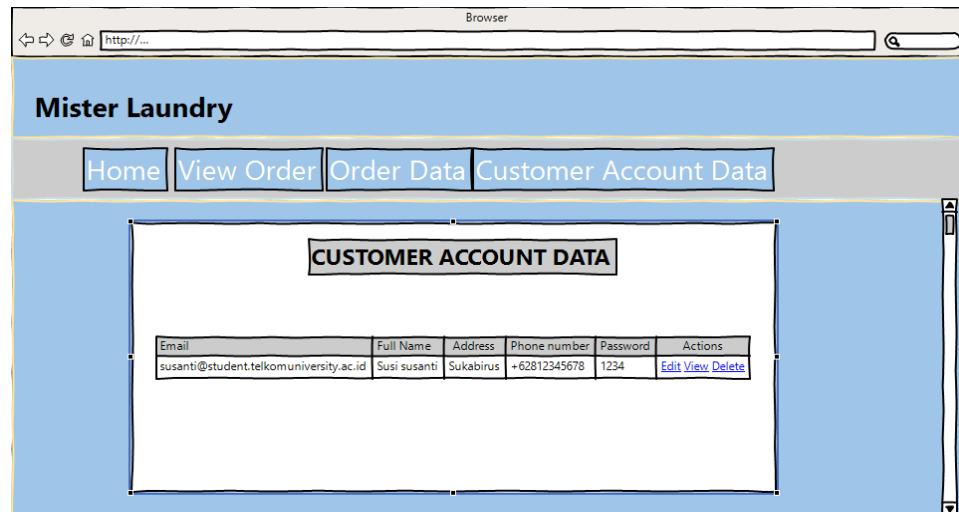 Browser
http://...
Mister Laundry
Home View Order Order Data Customer Account Data
CUSTOMER ACCOUNT DATA
Email Full Name Address Phone number Password Actions
susanti@student.telkomuniversity.ac.id Susi susanti Sukabirus +62812345678 1234 Edit View Delete